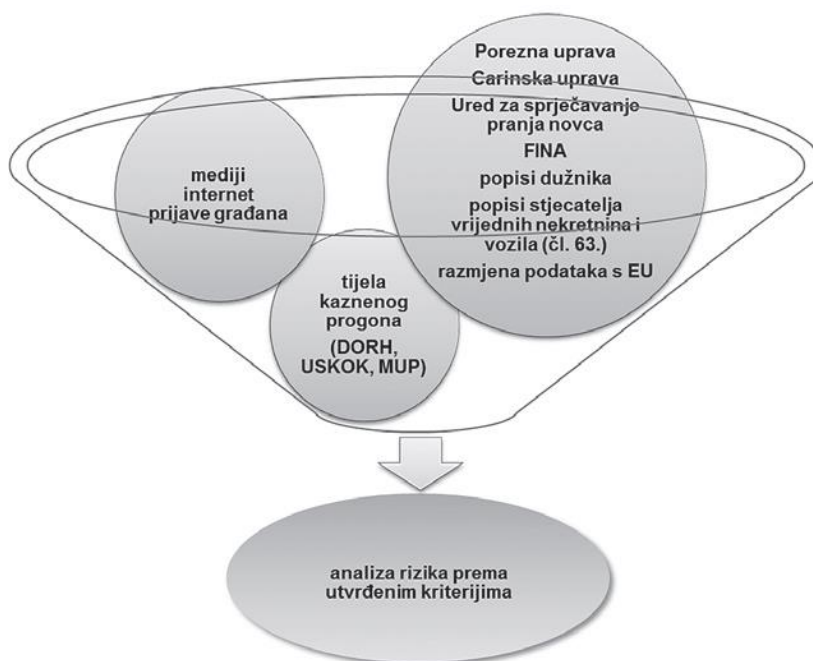 mediji
internet
prijave građana
Porezna uprava
Carinska uprava
Ured za sprječavanje
pranja novca
FINA
popisi dužnika
popisi stjecatelja
vrijednih nekretnina i
vozila (čl. 63.)
razmjena podataka s EU
tijela
kaznenog
progona
(DORH,
USKOK, MUP)
analiza rizika prema
utvrđenim kriterijima